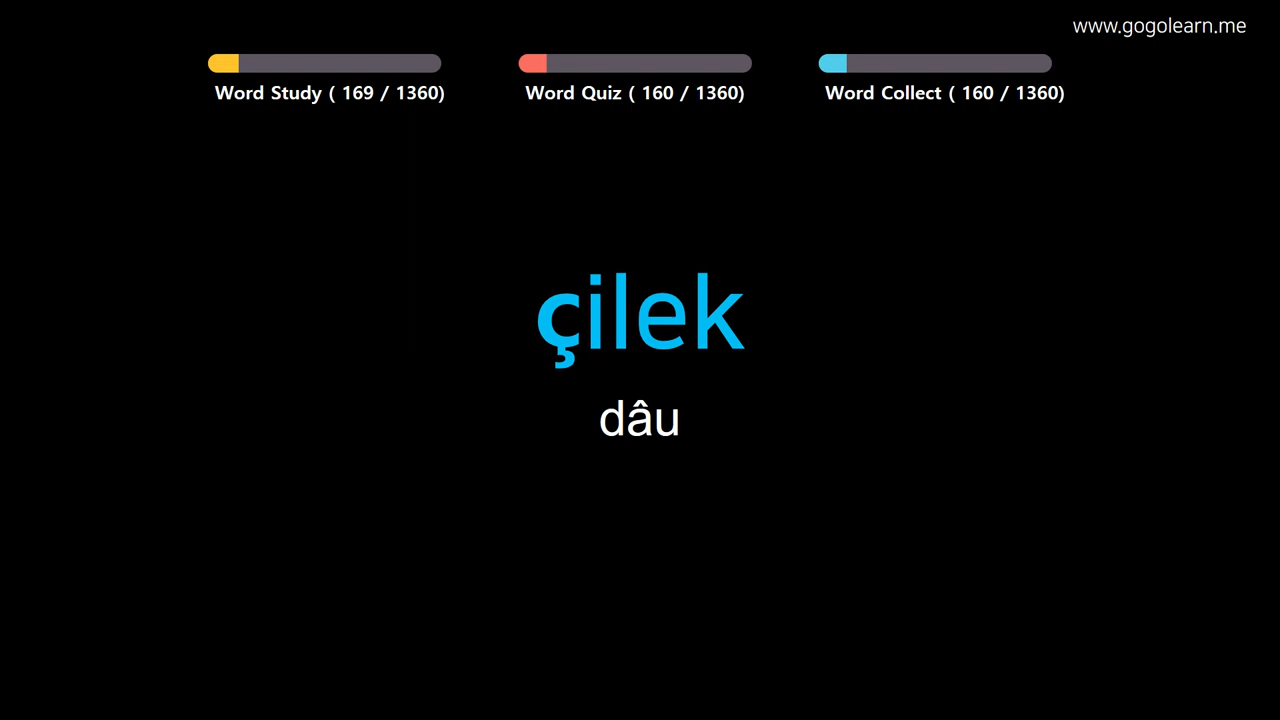 www.gogolearn.me
Word Study ( 169 / 1360)
Word Quiz ( 160 / 1360)
Word Collect ( 160 / 1360)
çilek
dâu